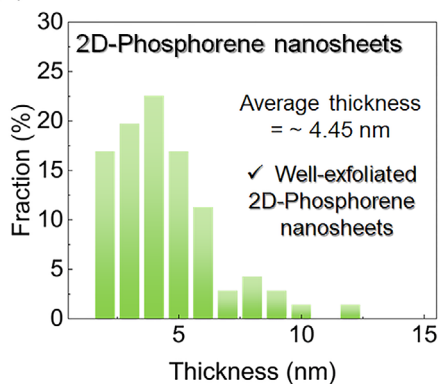 2D-Phosphorene nanosheets
Average thickness
= ~ 4.45 nm
✓ Well-exfoliated
2D-Phosphorene
nanosheets
Fraction (%)
30
25
20
15
10
5
0
5 10 15
Thickness (nm)